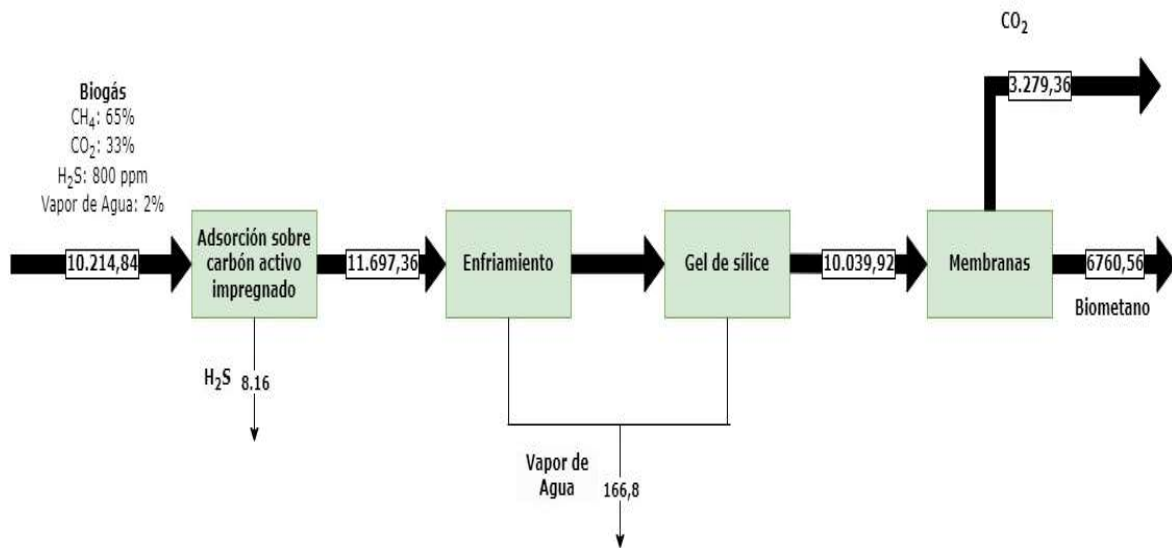 CO₂
3.279,36
Biogás
CH₄: 65%
CO₂: 33%
H₂S: 800 ppm
Vapor de Agua: 2%
10.214,84
Adsorción sobre
carbón activo
impregnado
11.697,36
Enfriamiento
Gel de sílice
10.039,92
Membranas
6760,56
Biometano
H₂S 8.16
Vapor de
Agua
166,8